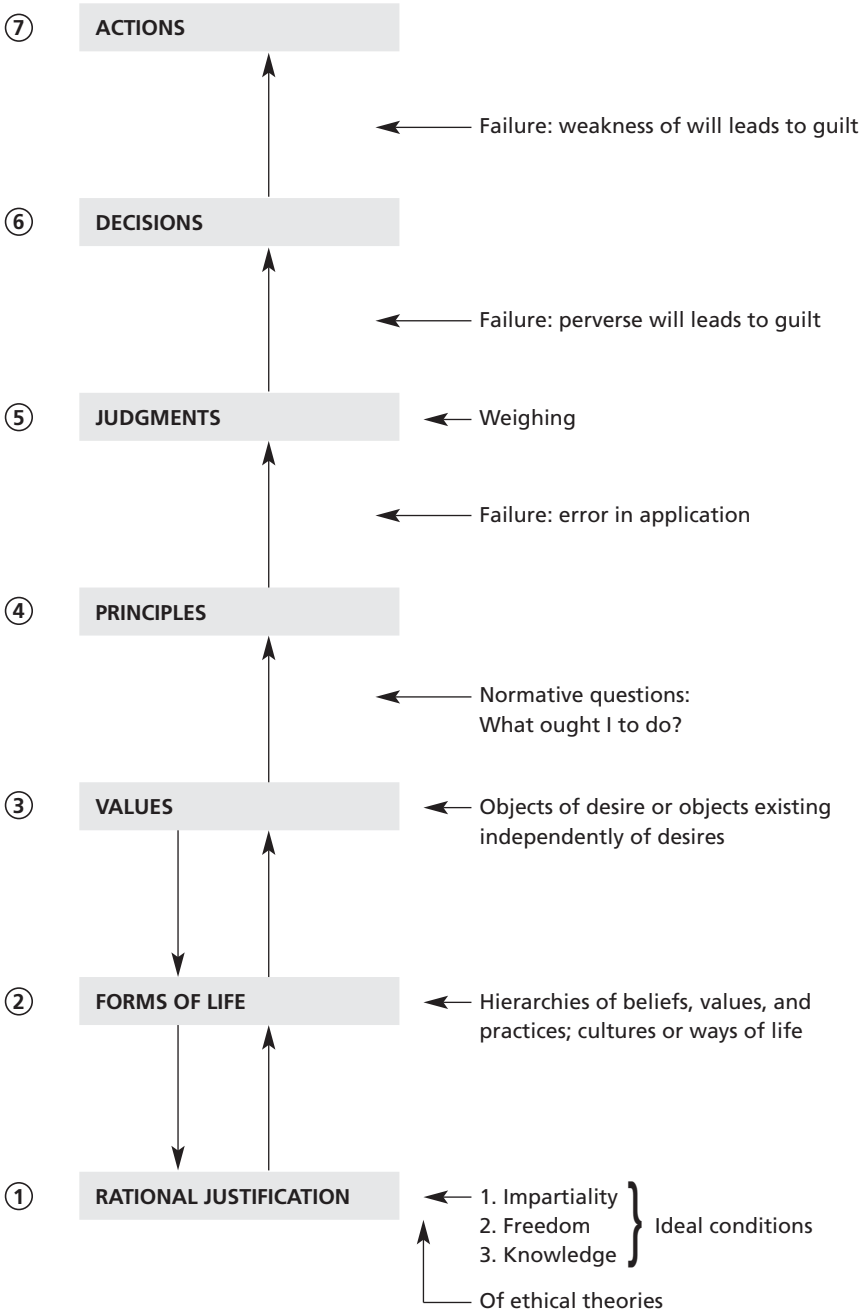 ⑦ ACTIONS
Failure: weakness of will leads to guilt
⑥ DECISIONS
Failure: perverse will leads to guilt
⑤ JUDGMENTS
Weighing
Failure: error in application
④ PRINCIPLES
Normative questions:
What ought I to do?
③ VALUES
Objects of desire or objects existing
independently of desires
② FORMS OF LIFE
Hierarchies of beliefs, values, and
practices; cultures or ways of life
① RATIONAL JUSTIFICATION
1. Impartiality
2. Freedom
3. Knowledge
Ideal conditions
Of ethical theories